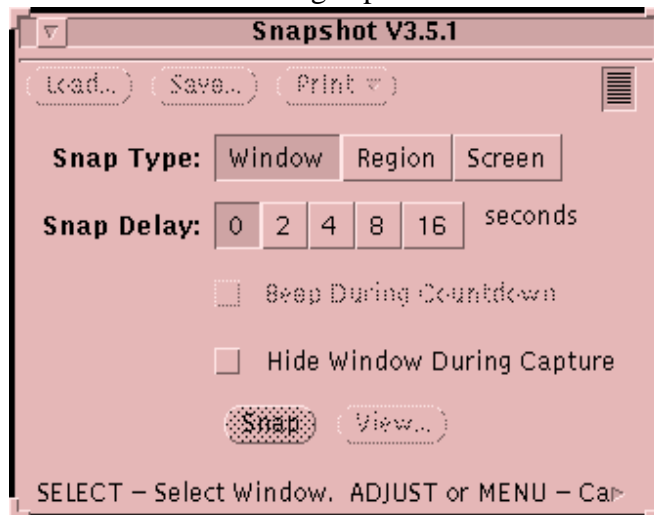 Snapshot V3.5.1
Load... Save... Print
Snap Type: Window Region Screen
Snap Delay: 0 2 4 8 16 seconds
Beep During Countdown
Hide Window During Capture
Snap View...
SELECT – Select Window. ADJUST or MENU – Ca